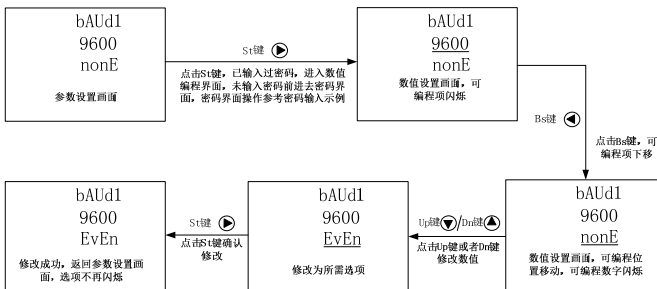 bAUd1
9600
nonE
参数设置画面
St键
点击St键，已输入过密码，进入数值
编程界面，未输入密码前进去密码界
面，密码界面操作参考密码输入示例
bAUd1
9600
nonE
数值设置画面，可
编程项闪烁
Bs键
点击Bs键，可
编程项下移
bAUd1
9600
nonE
数值设置画面，可编程位
置移动，可编程数字闪烁
Up键/Dn键
点击Up键或者Dn键
修改数值
bAUd1
9600
EvEn
修改为所需选项
St键
点击St键确认
修改
bAUd1
9600
EvEn
修改成功，返回参数设置画
面，选项不再闪烁